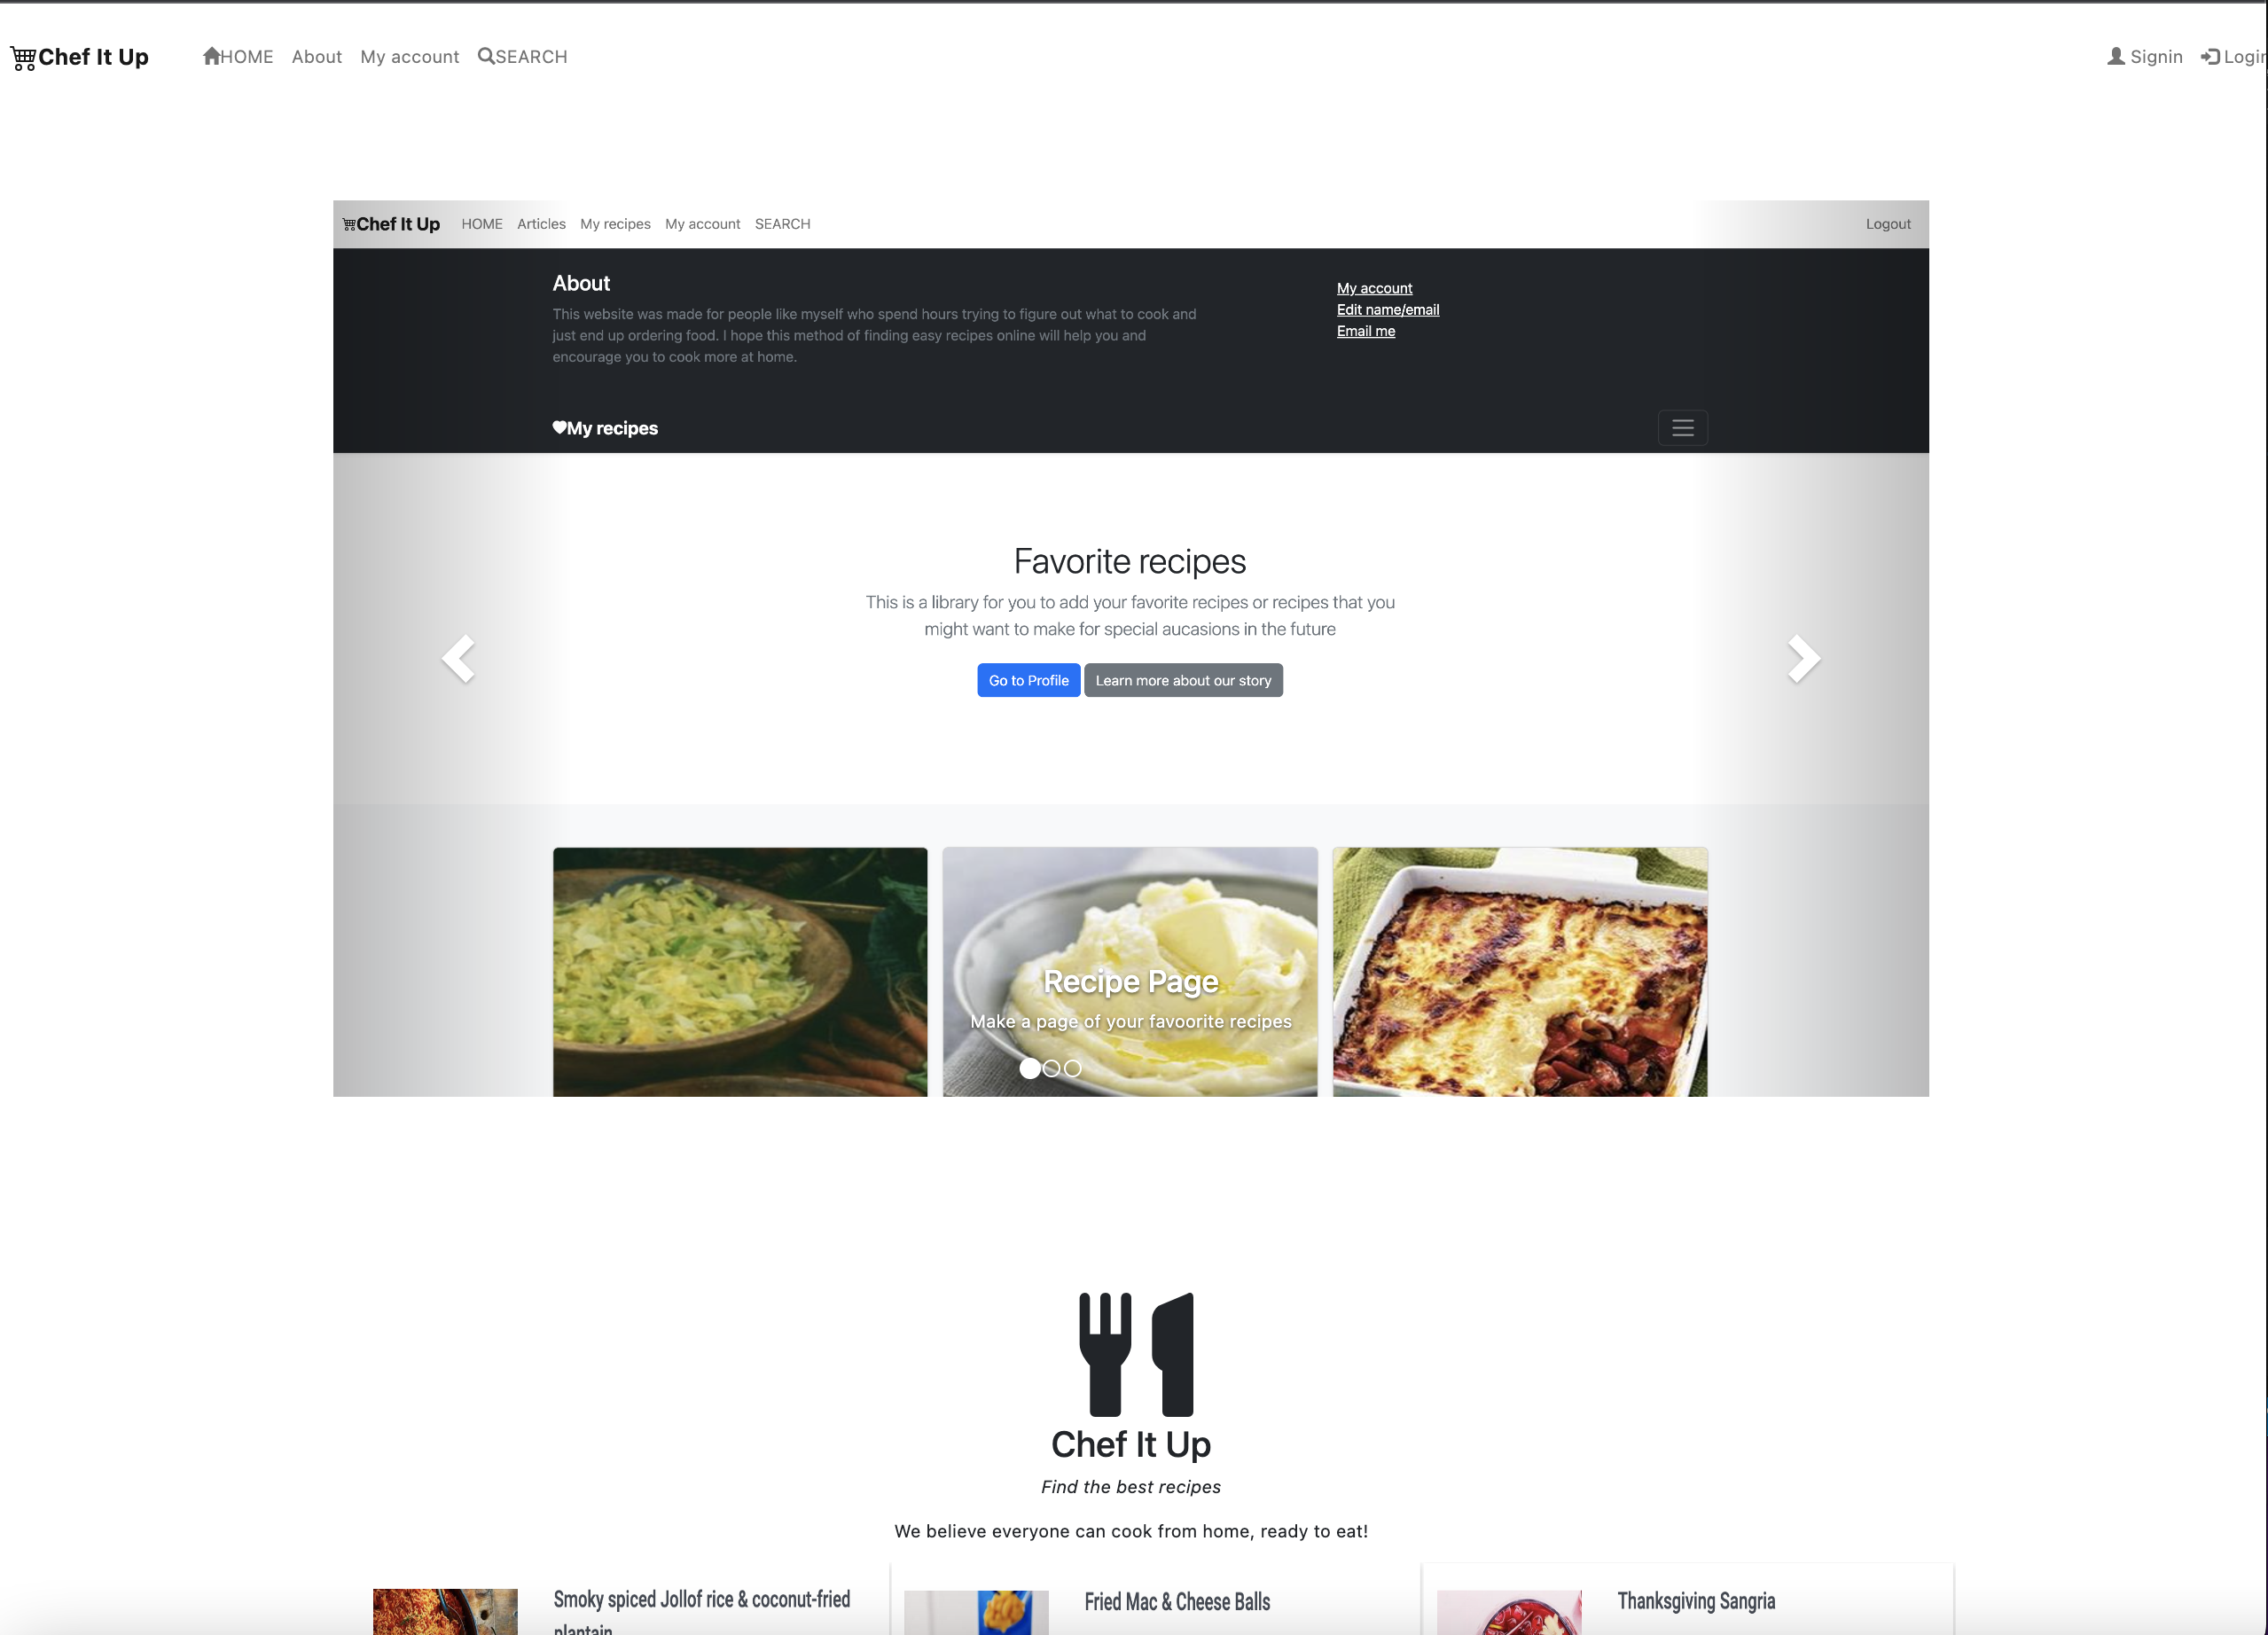 Chef It Up HOME About My account SEARCH Signin Login
Chef It Up HOME Articles My recipes My account SEARCH Logout
About
This website was made for people like myself who spend hours trying to figure out what to cook and
just end up ordering food. I hope this method of finding easy recipes online will help you and
encourage you to cook more at home.
My account
Edit name/email
Email me
My recipes
Favorite recipes
This is a library for you to add your favorite recipes or recipes that you
might want to make for special aucasions in the future
Go to Profile Learn more about our story
Recipe Page
Make a page of your favoorite recipes
Chef It Up
Find the best recipes
We believe everyone can cook from home, ready to eat!
Smoky spiced Jollof rice & coconut-fried
plantain
Fried Mac & Cheese Balls
Thanksgiving Sangria